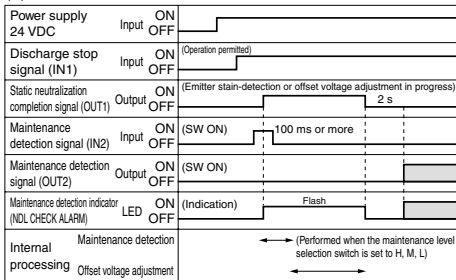 Power supply
24 VDC
Input
ON
OFF
Discharge stop
signal (IN1)
Input
ON
OFF
(Operation permitted)
Static neutralization
completion signal (OUT1)
Output
ON
OFF
(Emitter stain-detection or offset voltage adjustment in progress)
2 s
Maintenance
detection signal (IN2)
Input
ON
OFF
(SW ON)
100 ms or more
Maintenance detection
signal (OUT2)
Output
ON
OFF
(SW ON)
Maintenance detection indicator
(NDL CHECK ALARM)
LED
ON
OFF
(Indication)
Flash
Internal
processing
Maintenance detection
(Performed when the maintenance level
selection switch is set to H, M, L)
Offset voltage adjustment